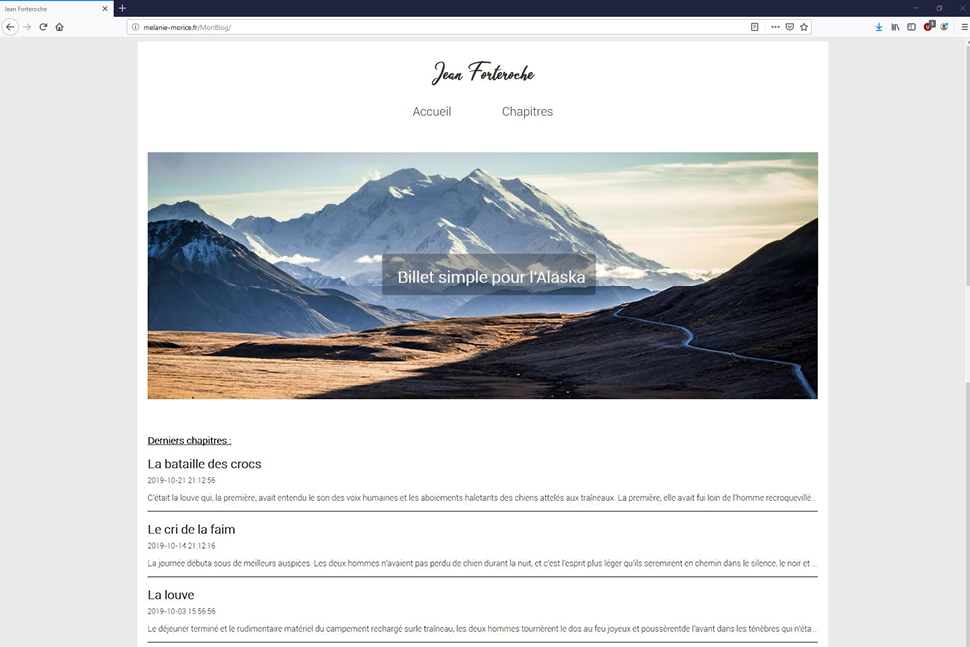 Jean Forteroche
melanie-morice.fr/MonBlog/
Jean Forteroche
Accueil Chapitres
Billet simple pour l'Alaska
Derniers chapitres :
La bataille des crocs
2019-10-21 21:12:56
C'était la louve qui, la première, avait entendu le son des voix humaines et les aboiements haletants des chiens attelés aux traîneaux. La première, elle avait fui loin de l'homme recroquevillé...
Le cri de la faim
2019-10-14 21:12:16
La journée débuta sous de meilleurs auspices. Les deux hommes n'avaient pas perdu de chien durant la nuit, et c'est l'esprit plus léger qu'ils seremirent en chemin dans le silence, le noir et ...
La louve
2019-10-03 15:56:56
Le déjeuner terminé et le rudimentaire matériel du campement rechargé surle traîneau, les deux hommes tournèrent le dos au feu joyeux et poussèrentde l'avant dans les ténèbres qui n'éta...